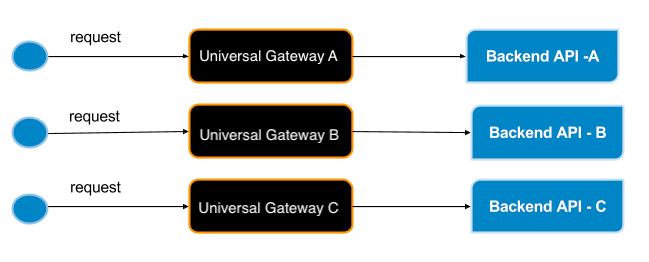 request
Universal Gateway A
Backend API -A
request
Universal Gateway B
Backend API - B
request
Universal Gateway C
Backend API - C